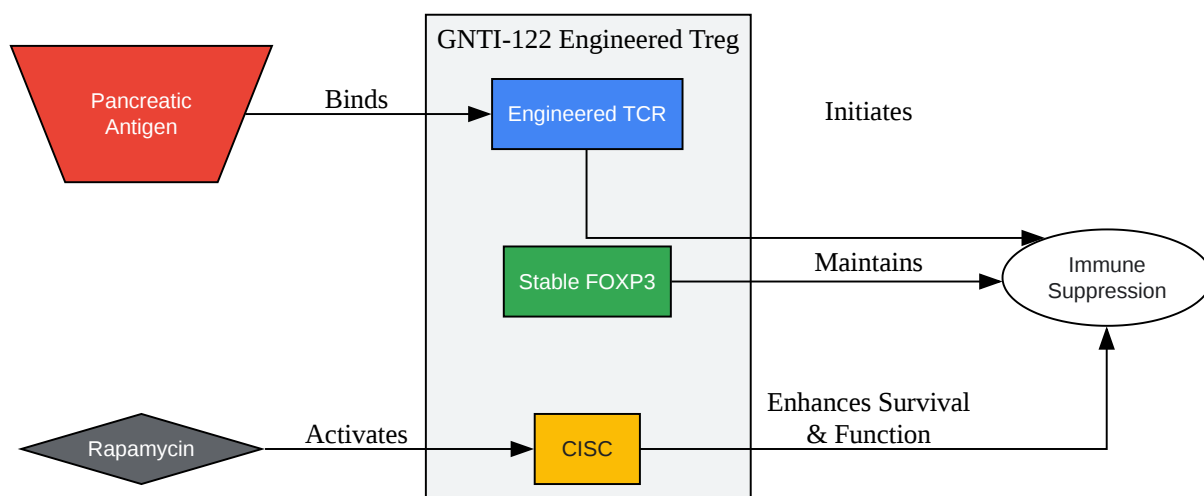 GNTI-122 Engineered Treg
Pancreatic
Antigen
Binds
Engineered TCR
Initiates
Stable FOXP3
Maintains
Immune
Suppression
Rapamycin
Activates
CISC
Enhances Survival
& Function